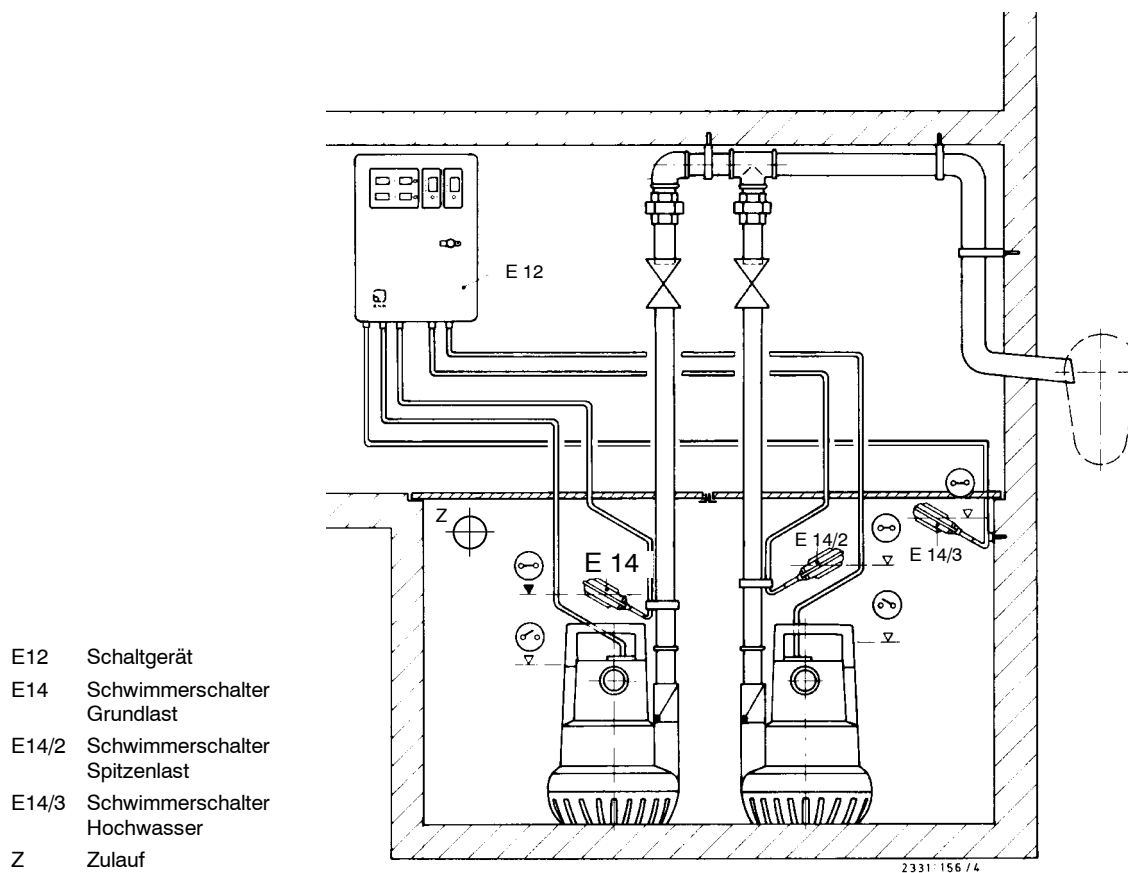 E 12
Z
E 14
E 14/2
E 14/3
E12 Schaltgerät
E14 Schwimmerschalter
Grundlast
E14/2 Schwimmerschalter
Spitzenlast
E14/3 Schwimmerschalter
Hochwasser
Z Zulauf
2331:156/4